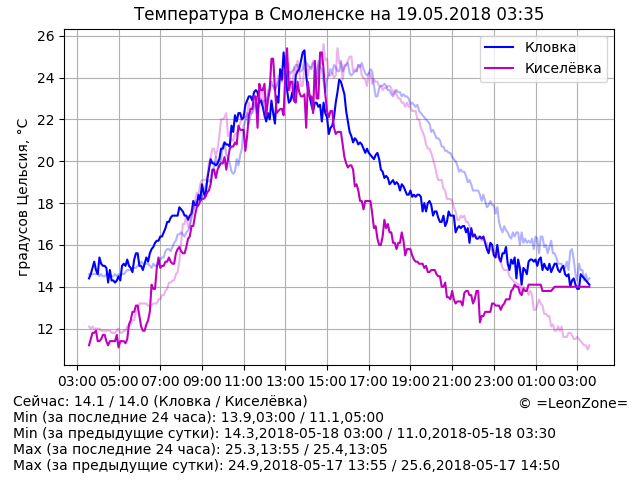 Температура в Смоленске на 19.05.2018 03:35
26
24
22
20
18
16
14
12
градусов Цельсия, °C
Кловка
Киселёвка
03:00 05:00 07:00 09:00 11:00 13:00 15:00 17:00 19:00 21:00 23:00 01:00 03:00
Сейчас: 14.1 / 14.0 (Кловка / Киселёвка)
© =LeonZone=
Min (за последние 24 часа): 13.9,03:00 / 11.1,05:00
Min (за предыдущие сутки): 14.3,2018-05-18 03:00 / 11.0,2018-05-18 03:30
Max (за последние 24 часа): 25.3,13:55 / 25.4,13:05
Max (за предыдущие сутки): 24.9,2018-05-17 13:55 / 25.6,2018-05-17 14:50